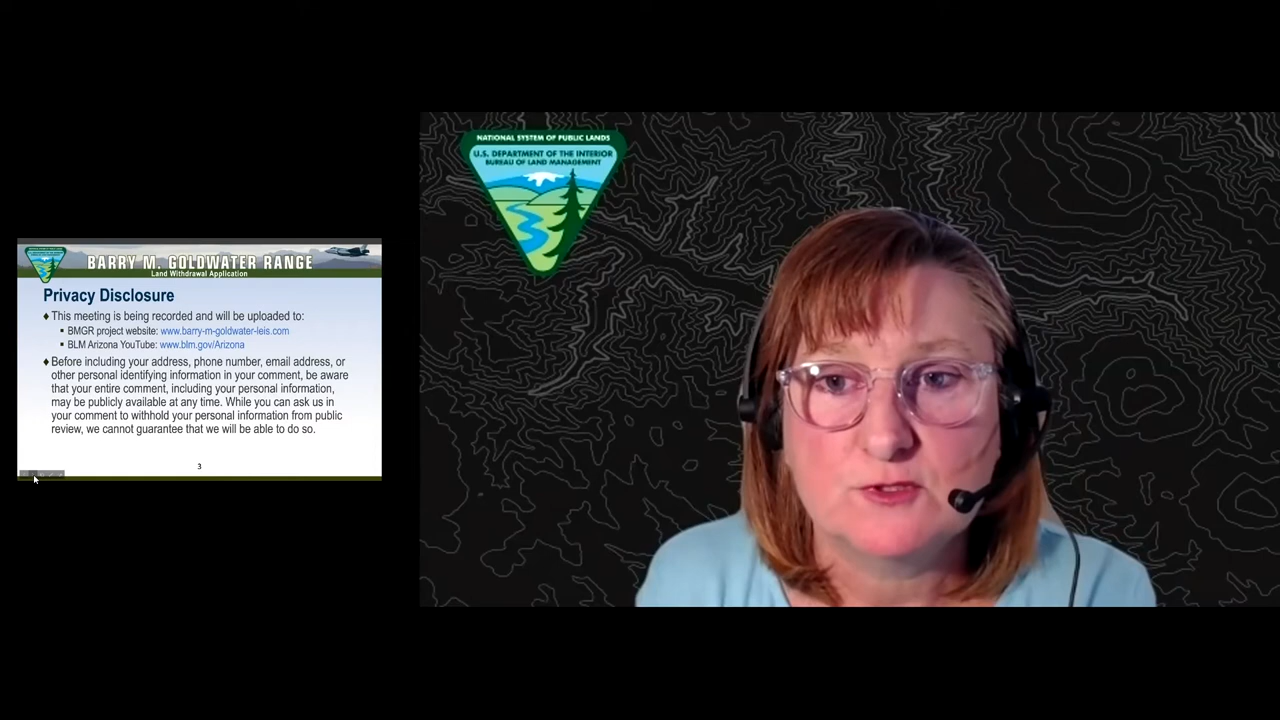 BARRY M. GOLDWATER RANGE
Land Withdrawal Application
Privacy Disclosure
This meeting is being recorded and will be uploaded to:
BMGR project website: www.barry-m-goldwater-leis.com
BLM Arizona YouTube: www.blm.gov/Arizona
Before including your address, phone number, email address, or
other personal identifying information in your comment, be aware
that your entire comment, including your personal information,
may be publicly available at any time. While you can ask us in
your comment to withhold your personal information from public
review, we cannot guarantee that we will be able to do so.
3
NATIONAL SYSTEM OF PUBLIC LANDS
U.S. DEPARTMENT OF THE INTERIOR
BUREAU OF LAND MANAGEMENT